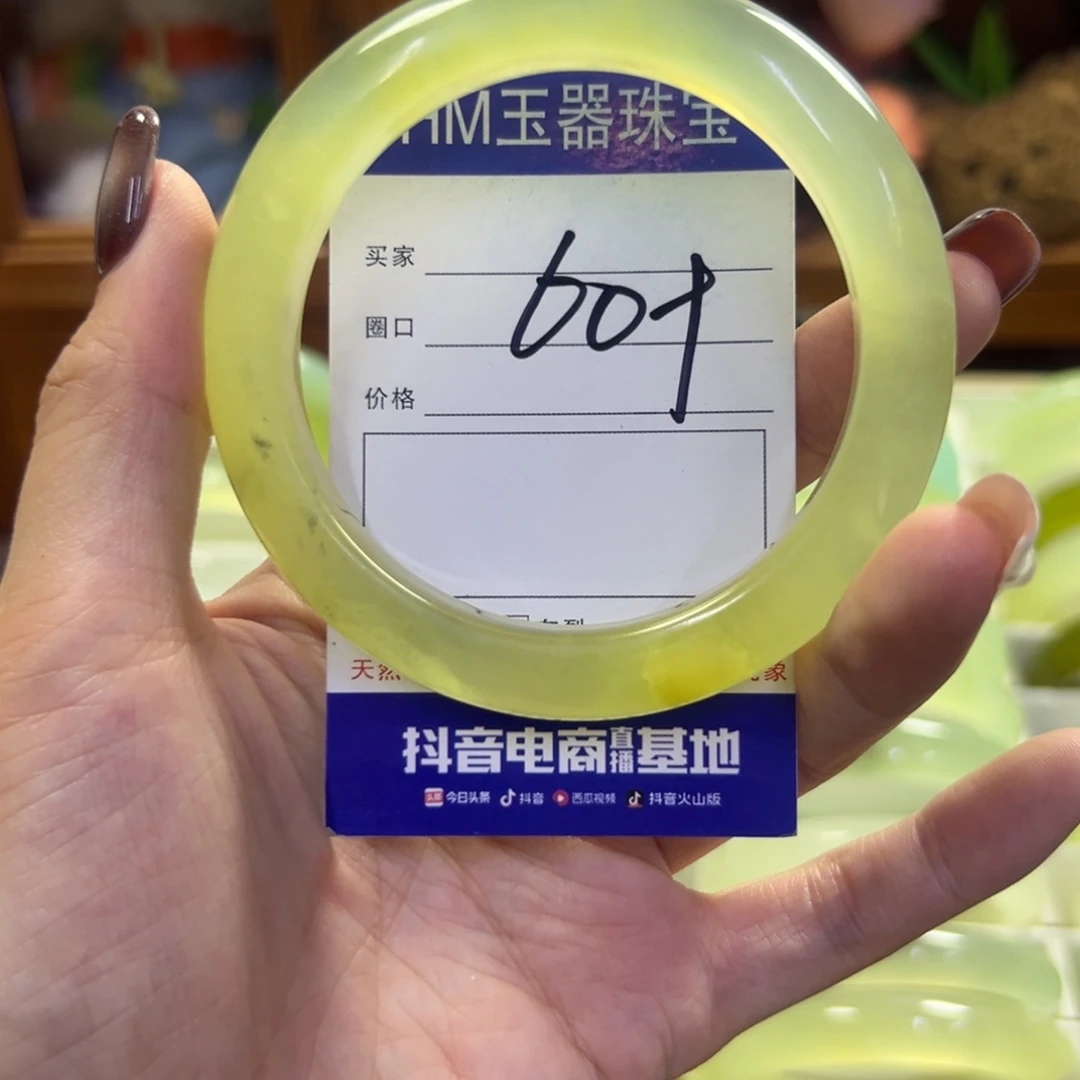 HM玉器珠宝
买家
圈口
价格
天然
象
抖音电商直播基地
今日头条 抖音 西瓜视频 抖音火山版